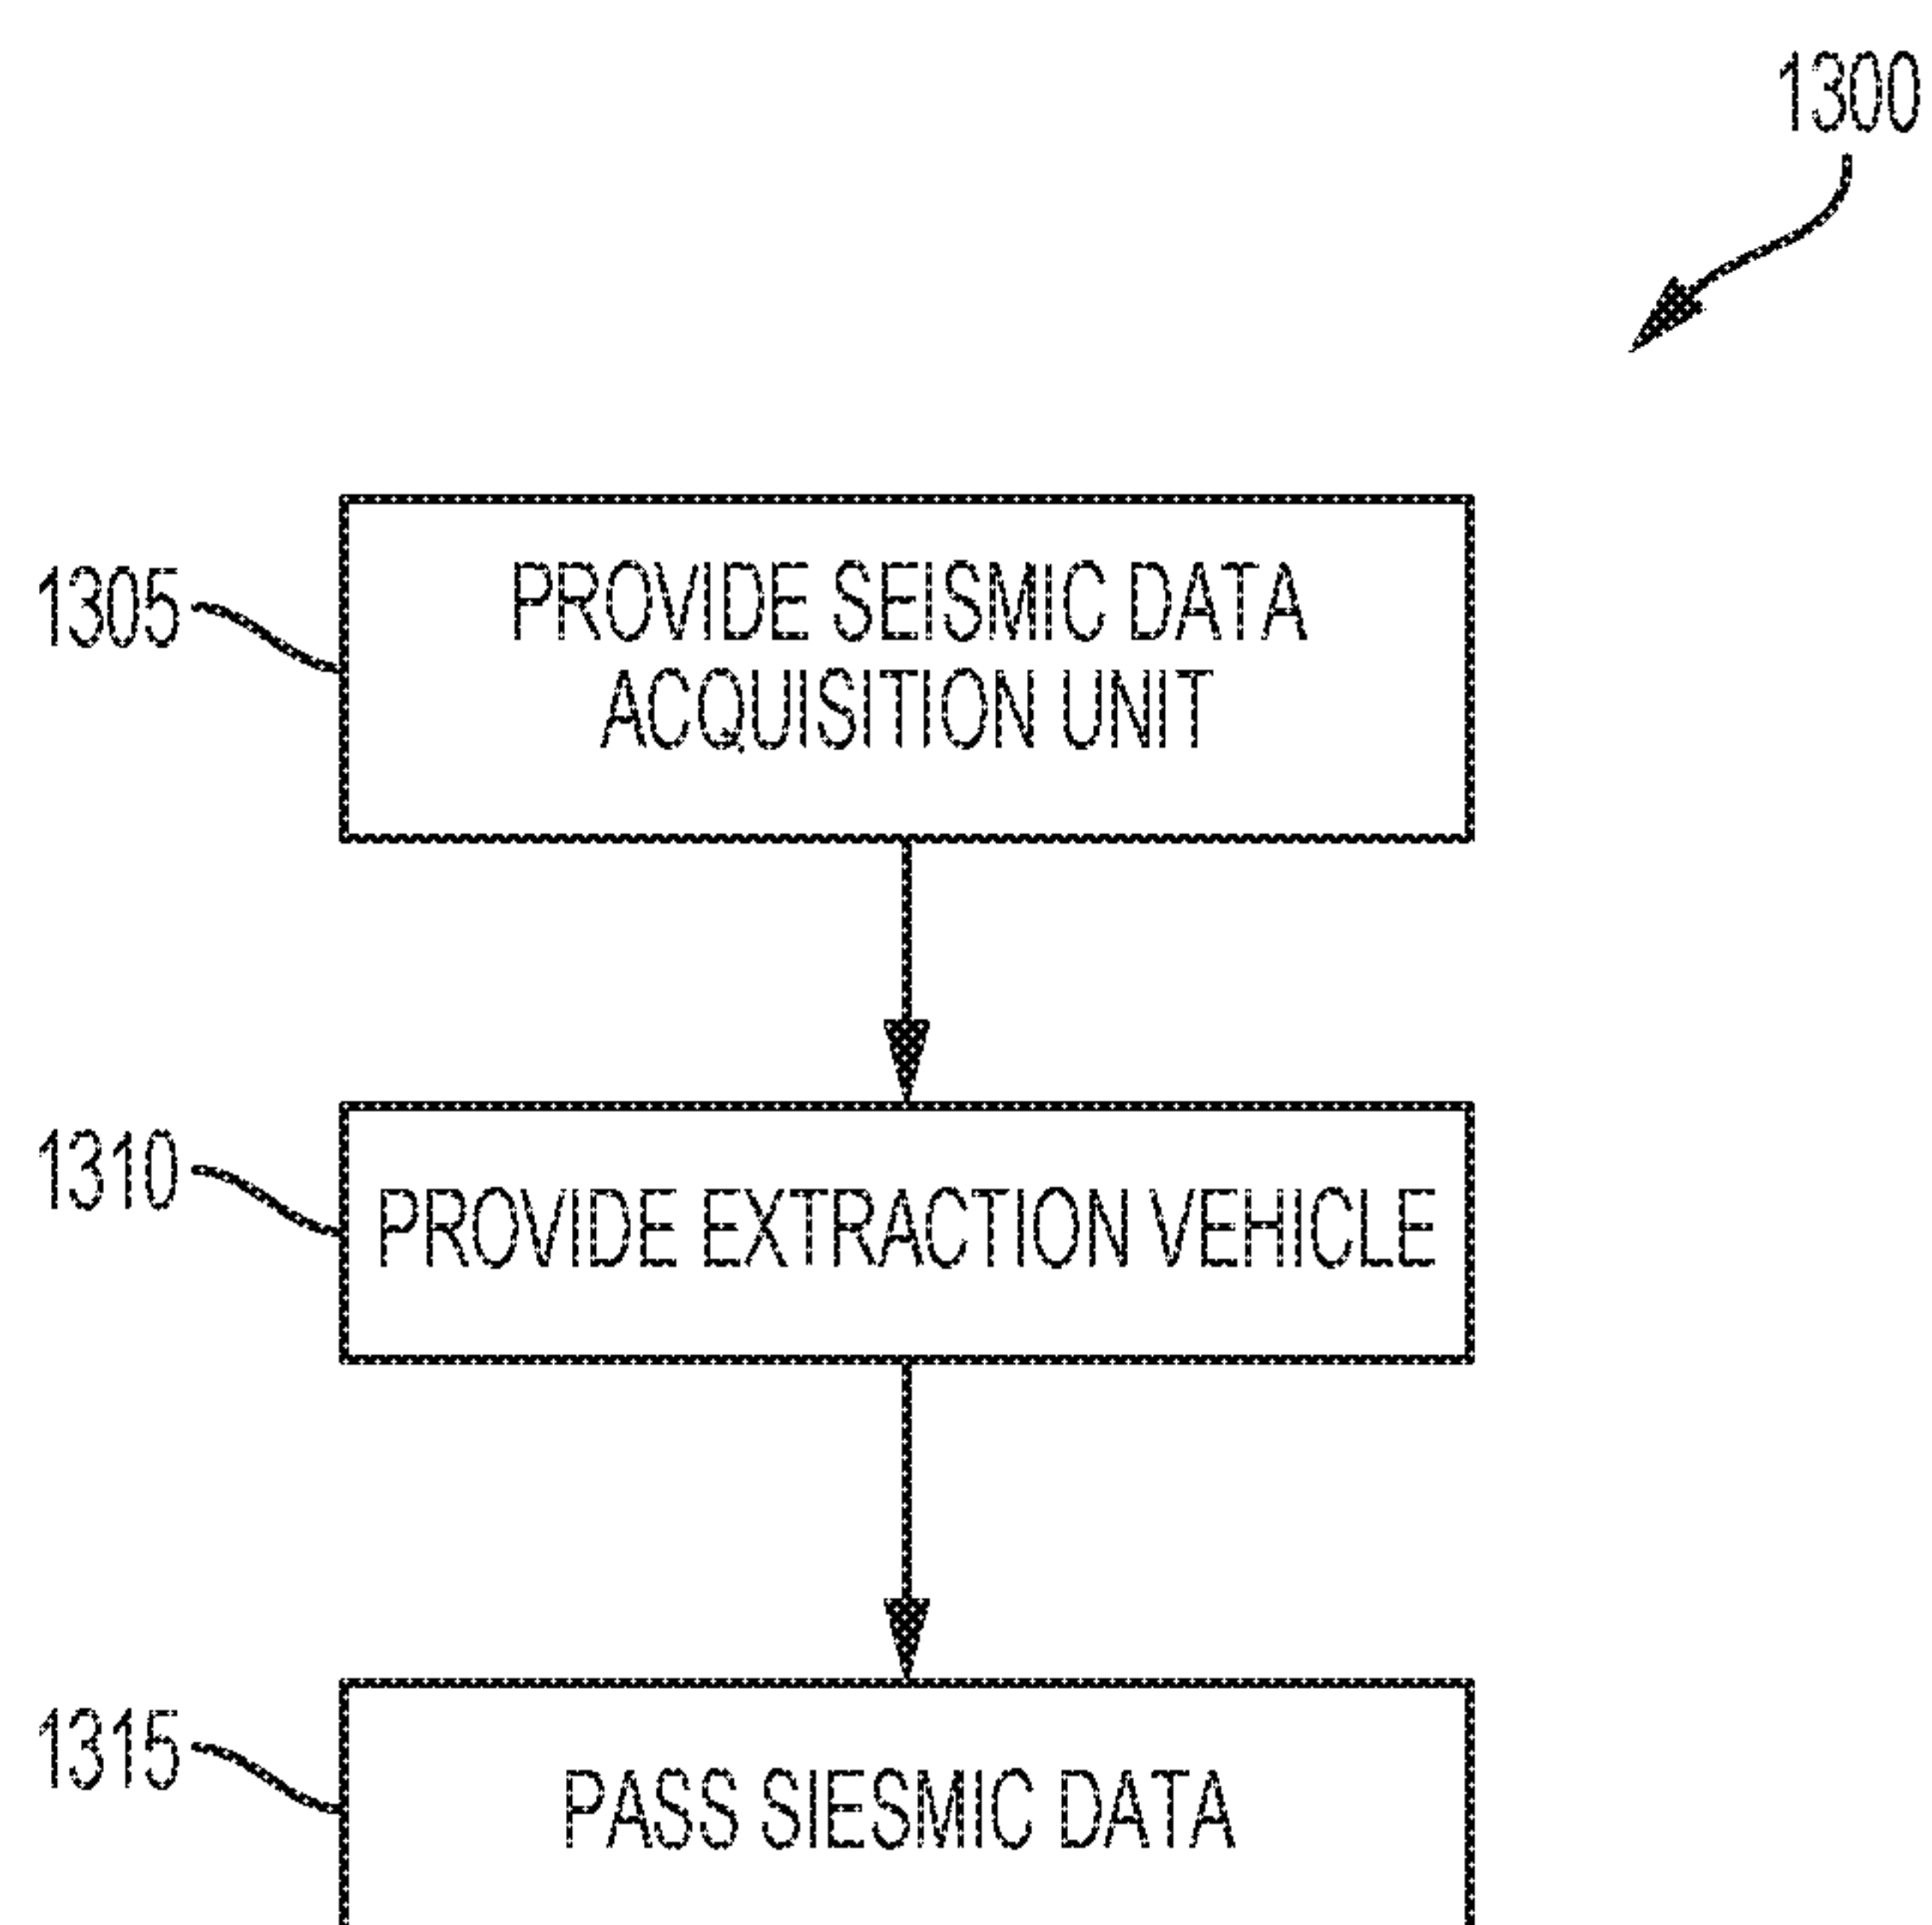 1300
1305
PROVIDE SEISMIC DATA
ACQUISITION UNIT
1310
PROVIDE EXTRACTION VEHICLE
1315
PASS SIESMIC DATA